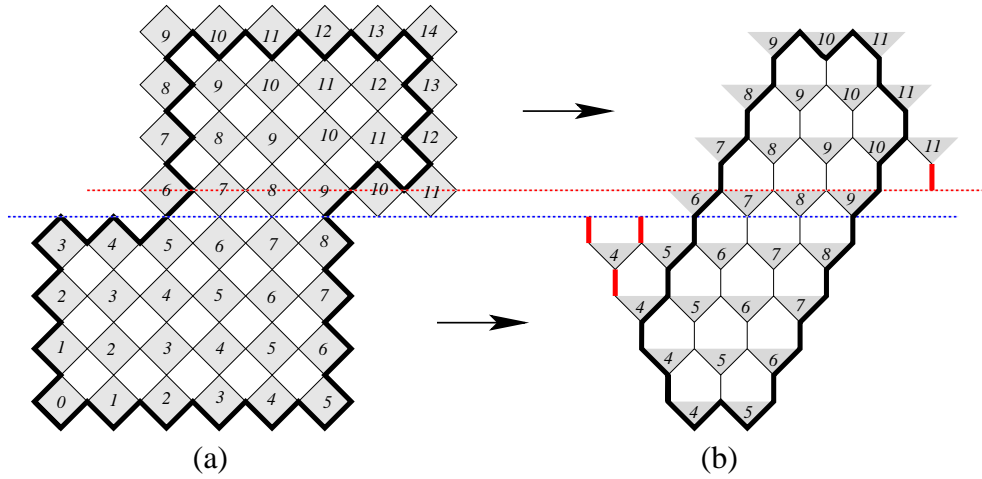 9 10 11 12 13 14
9 10 11
8 9 10 11 12 13
8 9 10 11
7 8 9 10 11 12
7 8 9 10 11
6 7 8 9 10 11
6 7 8 9
3 4 5 6 7 8
4 5 6 7 8
2 3 4 5 6 7
4 5 6 7
1 2 3 4 5 6
4 5 6
0 1 2 3 4 5
4 5
(a) (b)